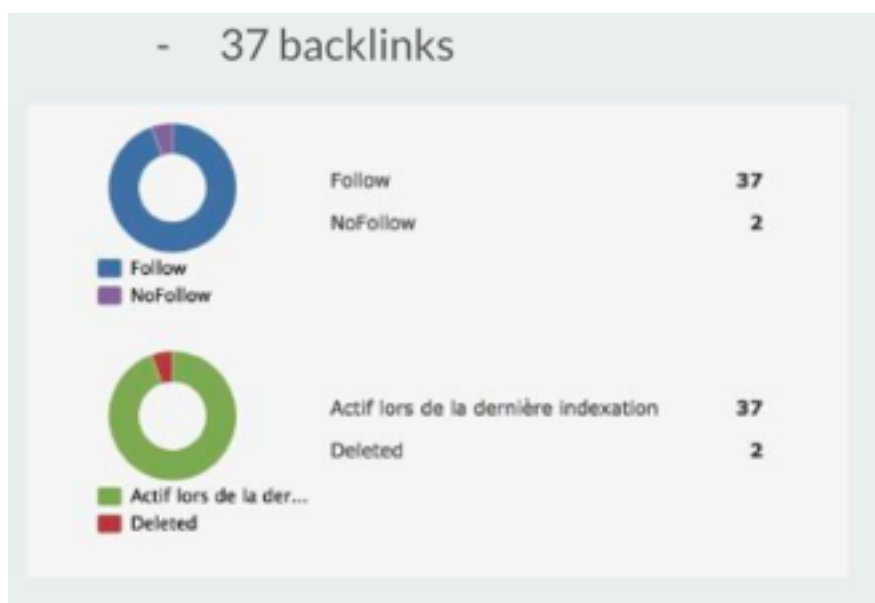 - 37 backlinks
Follow 37
NoFollow 2
Follow
NoFollow
Actif lors de la dernière indexation 37
Deleted 2
Actif lors de la der...
Deleted